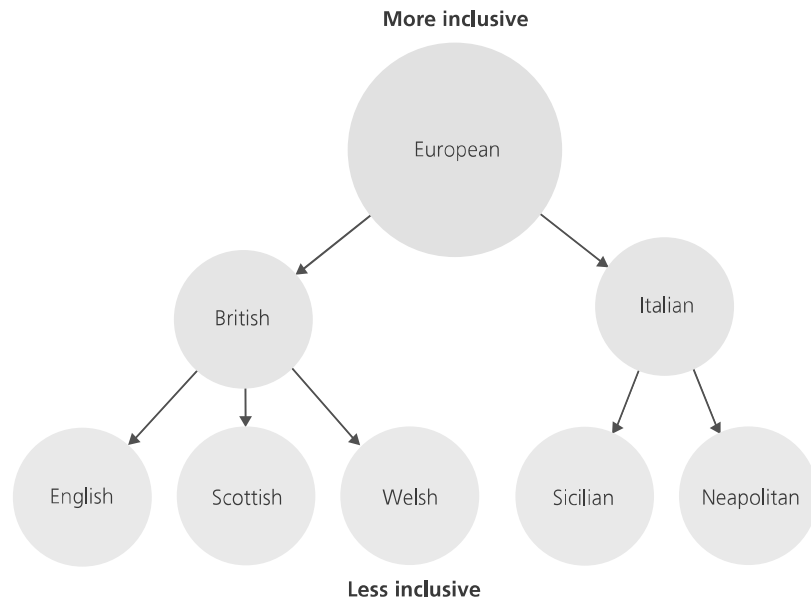 More inclusive
European
British
Italian
English
Scottish
Welsh
Sicilian
Neapolitan
Less inclusive